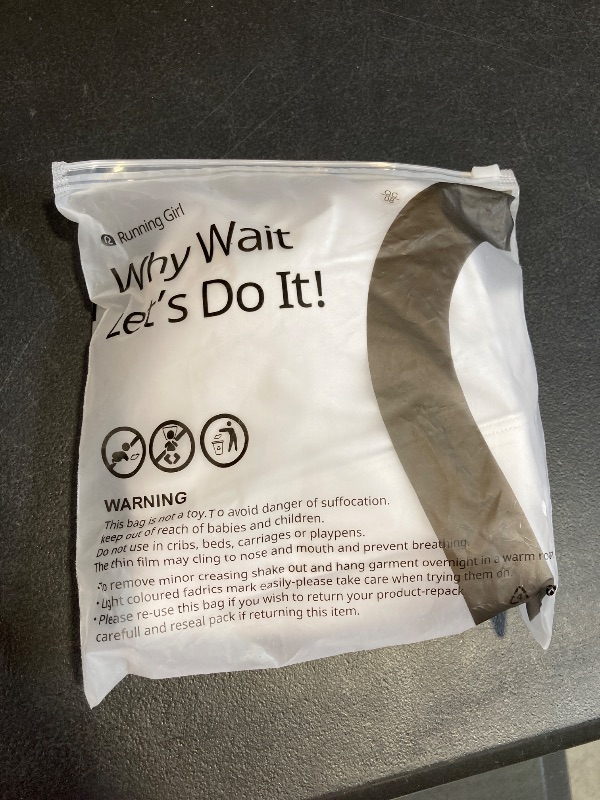 Running Girl
Why Wait
Let's Do It!
WARNING
This bag is not a toy. To avoid danger of suffocation.
keep out of reach of babies and children.
Do not use in cribs, beds, carriages or playpens.
The thin film may cling to nose and mouth and prevent breathing.
•To remove minor creasing shake out and hang garment overnight in a warm
•Light coloured fadrics mark easily-please take care when trying them on.
•Please re-use this bag if you wish to return your product-repack
carefull and reseal pack if returning this item.